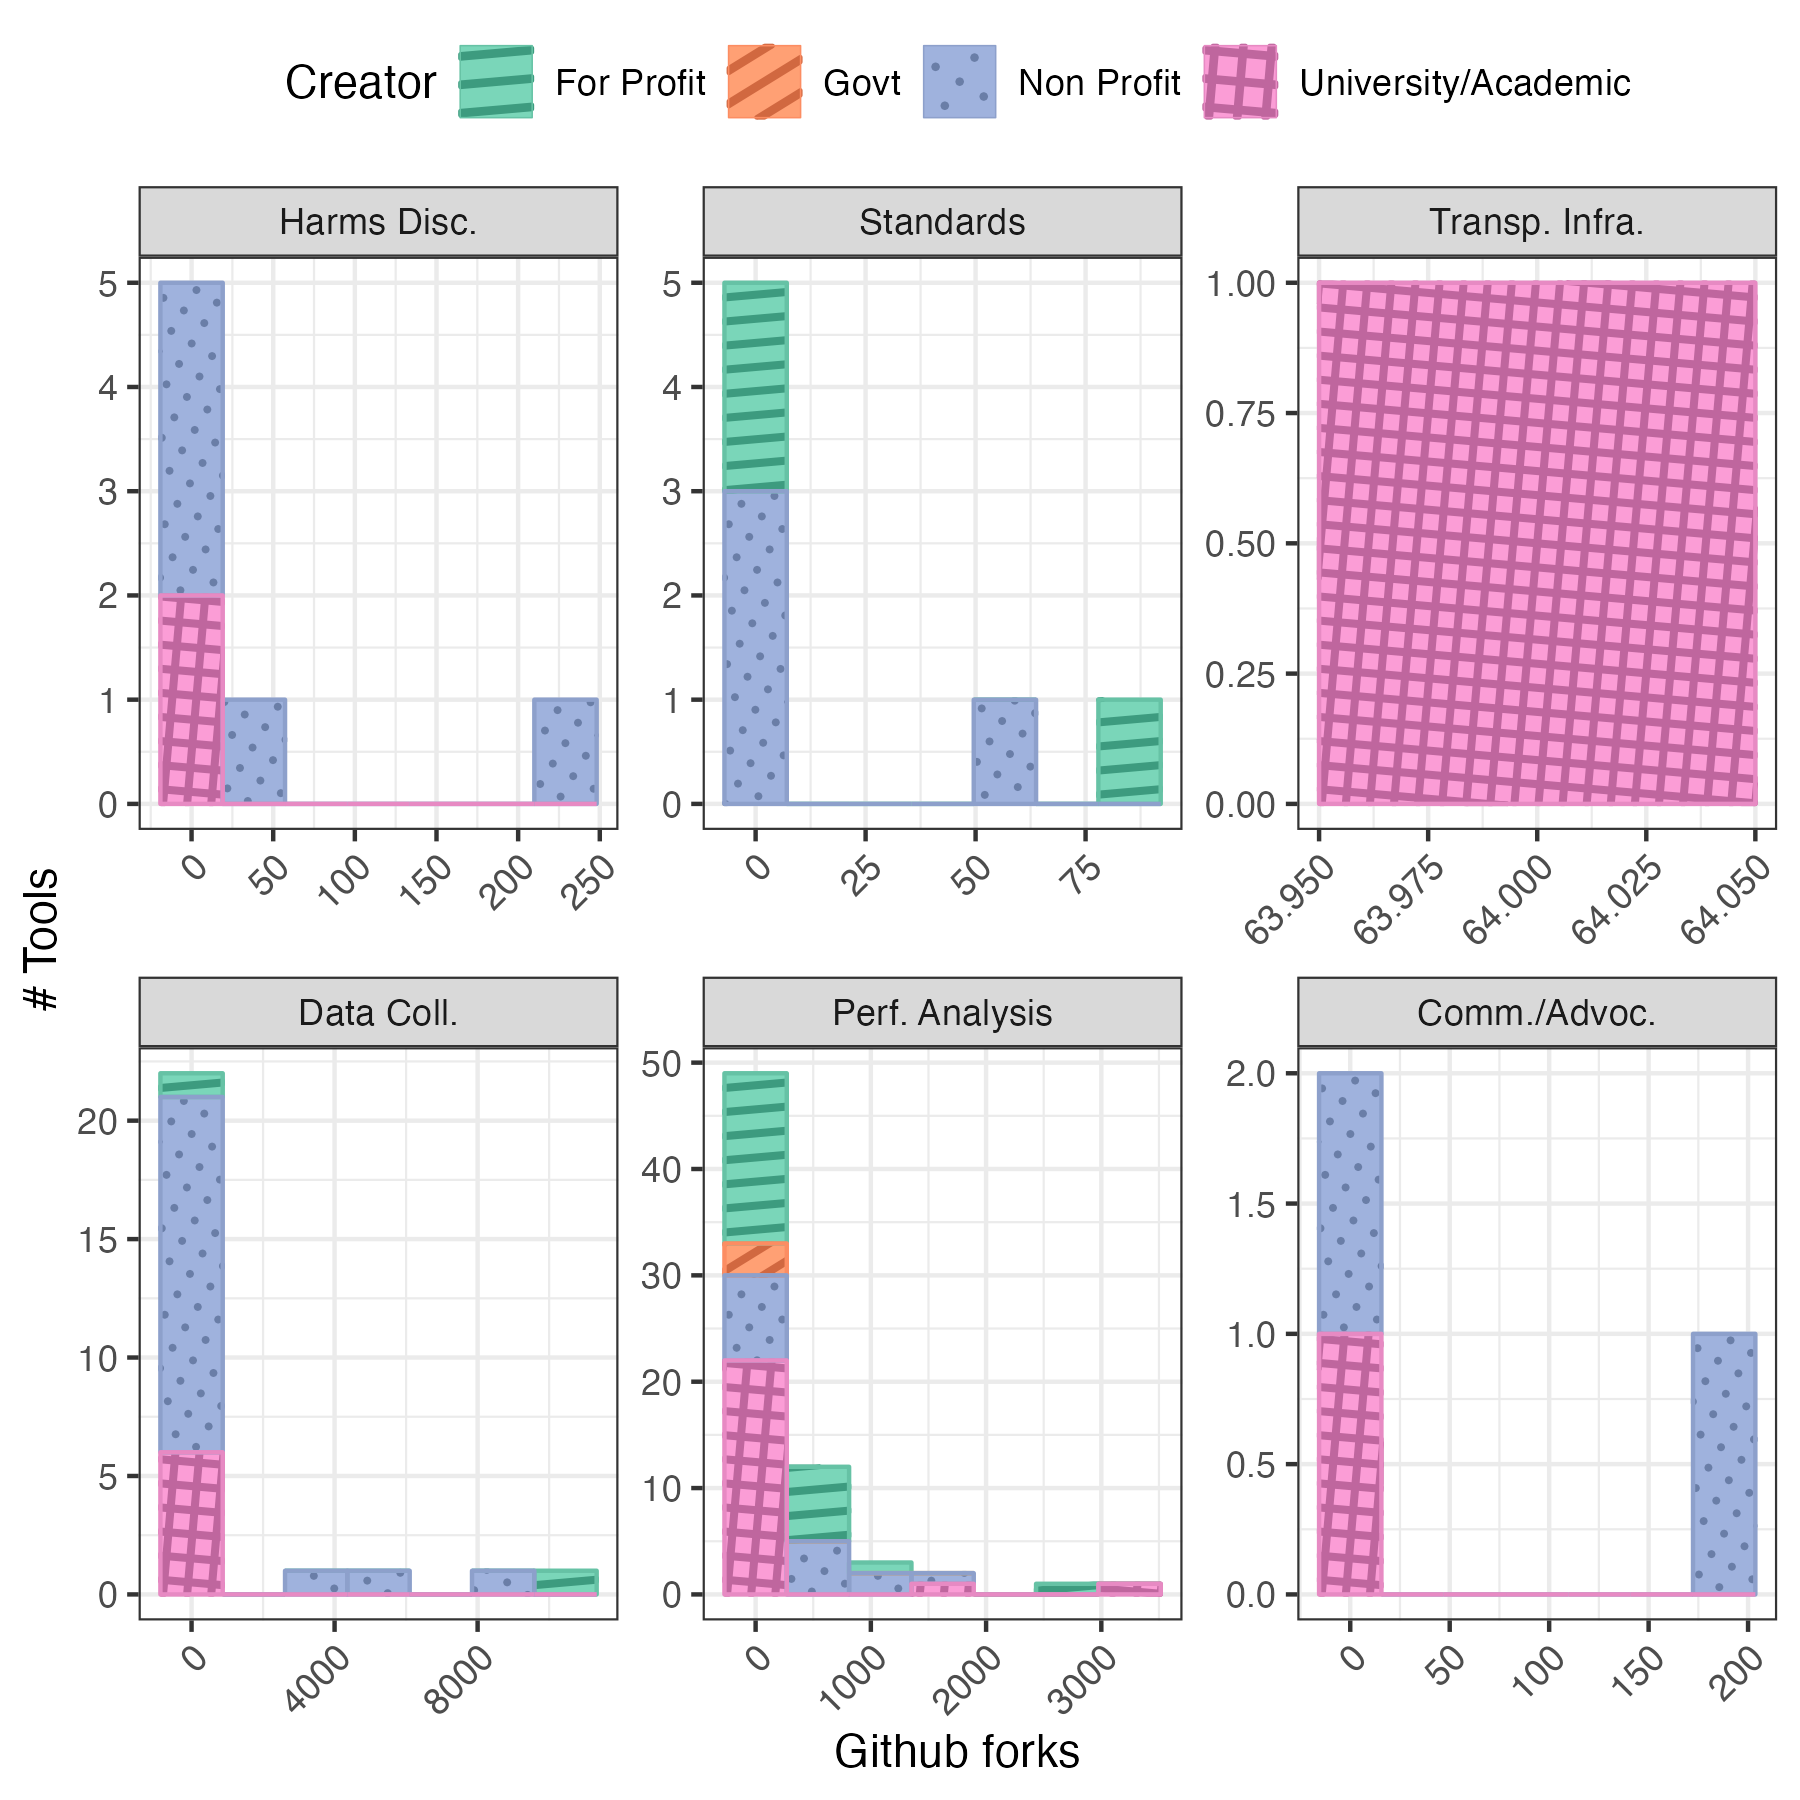 Creator For Profit Govt Non Profit University/Academic
Harms Disc. Standards Transp. Infra.
5 5 1.00
4 4
0.75
3 3
0.50
2 2
0.25
1 1
0 0 0.00
0 50 100 150 200 250 0 25 50 75 63.950 63.975 64.000 64.025 64.050
# Tools
Data Coll. Perf. Analysis Comm./Advoc.
50 2.0
20 40
1.5
15 30
1.0
10 20
5 10 0.5
0 0 0.0
0 4000 8000 0 1000 2000 3000 0 50 100 150 200
Github forks